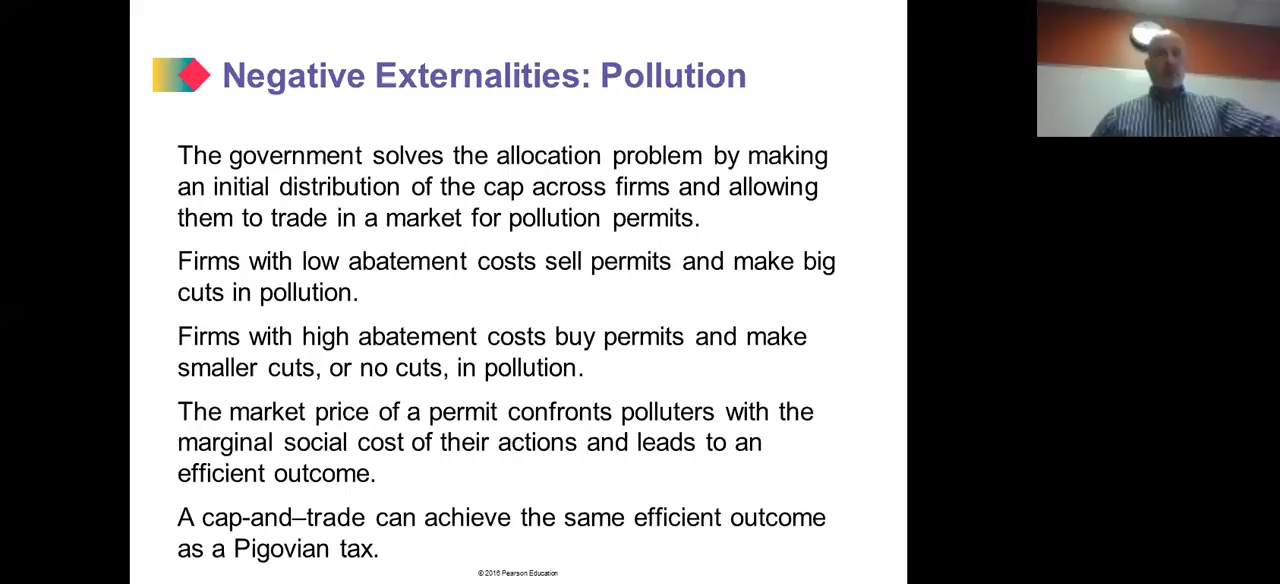 Negative Externalities: Pollution
The government solves the allocation problem by making
an initial distribution of the cap across firms and allowing
them to trade in a market for pollution permits.
Firms with low abatement costs sell permits and make big
cuts in pollution.
Firms with high abatement costs buy permits and make
smaller cuts, or no cuts, in pollution.
The market price of a permit confronts polluters with the
marginal social cost of their actions and leads to an
efficient outcome.
A cap-and–trade can achieve the same efficient outcome
as a Pigovian tax.
© 2016 Pearson Education